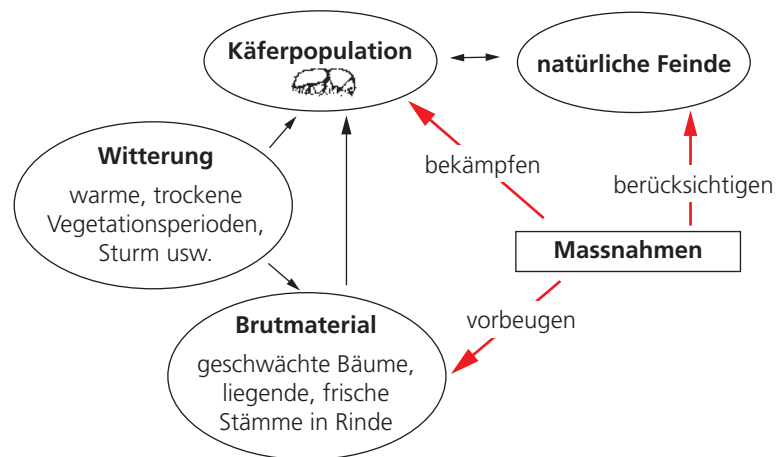 Käferpopulation
natürliche Feinde
bekämpfen
berücksichtigen
Witterung
warme, trockene
Vegetationsperioden,
Sturm usw.
Massnahmen
vorbeugen
Brutmaterial
geschwächte Bäume,
liegende, frische
Stämme in Rinde